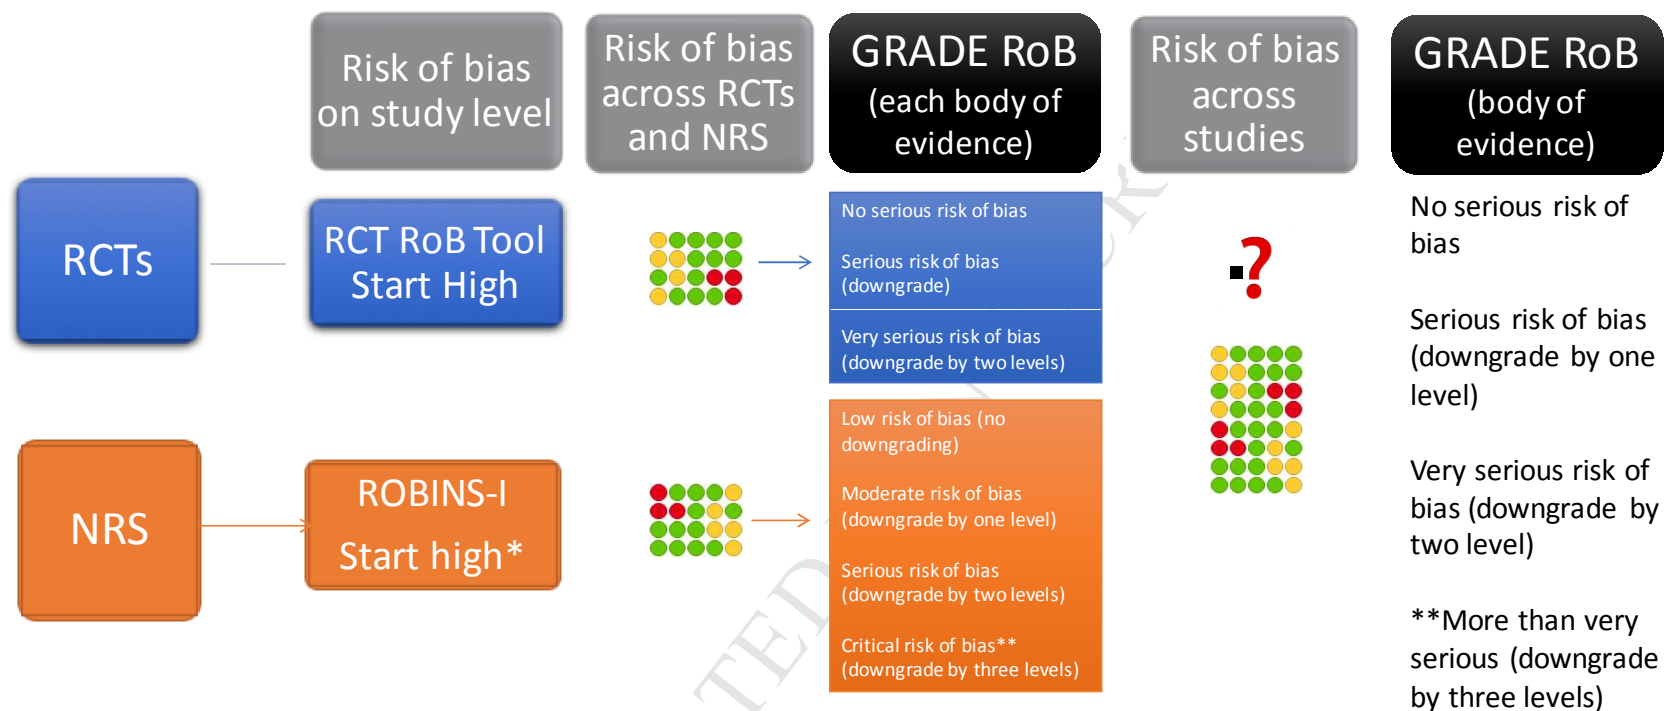 Risk of bias
on study level
Risk of bias
across RCTs
and NRS
GRADE RoB
(each body of
evidence)
Risk of bias
across
studies
GRADE RoB
(body of
evidence)
RCTs
RCT RoB Tool
Start High
No serious risk of bias
Serious risk of bias
(downgrade)
Very serious risk of bias
(downgrade by two levels)
?
No serious risk of
bias
Serious risk of bias
(downgrade by one
level)
Very serious risk of
bias (downgrade by
two level)
**More than very
serious (downgrade
by three levels)
NRS
ROBINS-I
Start high*
Low risk of bias (no
downgrading)
Moderate risk of bias
(downgrade by one level)
Serious risk of bias
(downgrade by two levels)
Critical risk of bias**
(downgrade by three levels)